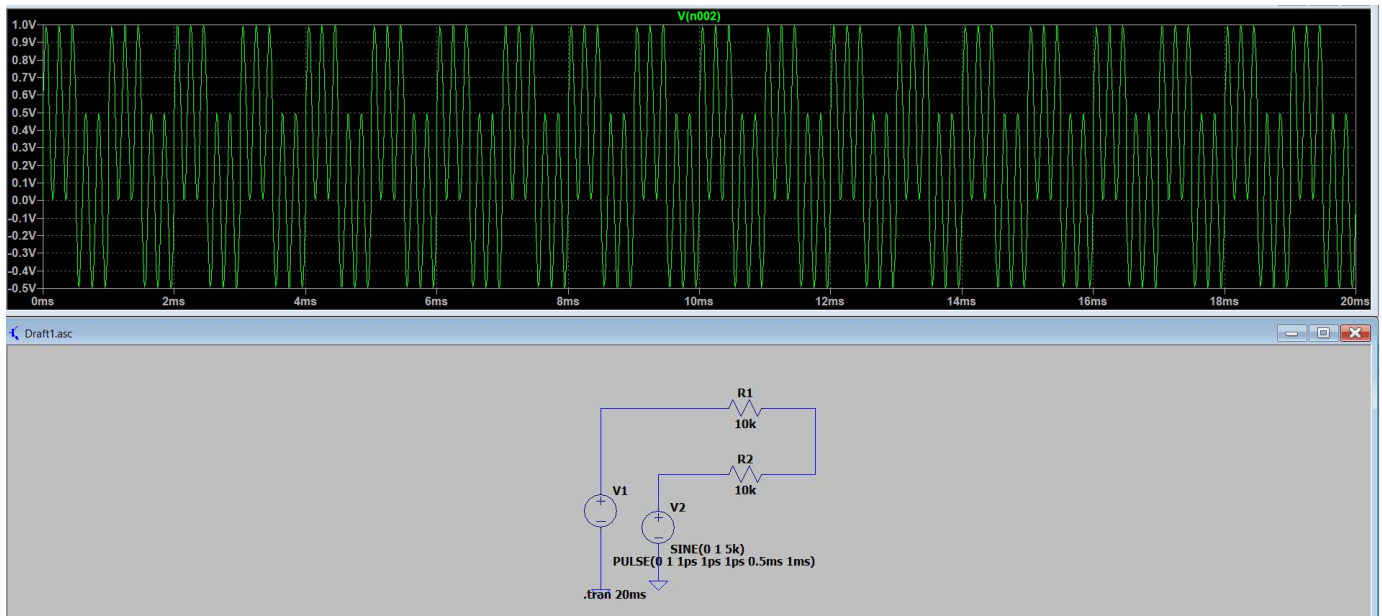 V(n002)
1.0V
0.9V
0.8V
0.7V
0.6V
0.5V
0.4V
0.3V
0.2V
0.1V
0.0V
-0.1V
-0.2V
-0.3V
-0.4V
-0.5V
0ms 2ms 4ms 6ms 8ms 10ms 12ms 14ms 16ms 18ms 20ms
Draft1.asc
R1
10k
R2
10k
V1
V2
SINE(0 1 5k)
PULSE(0 1 1ps 1ps 1ps 0.5ms 1ms)
.tran 20ms